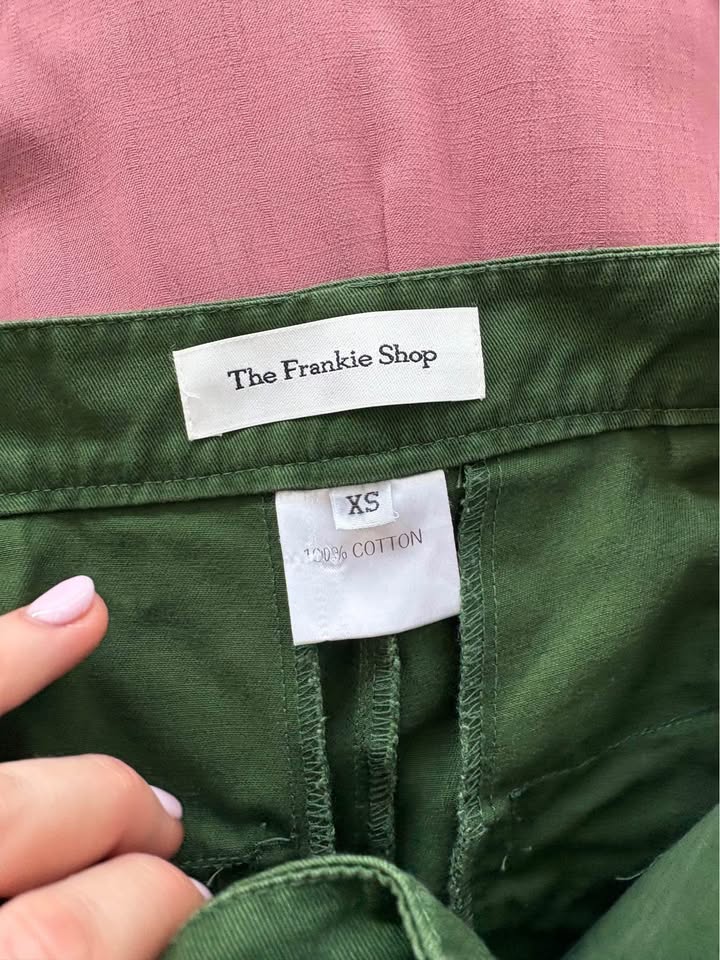 The Frankie Shop
XS
100% COTTON